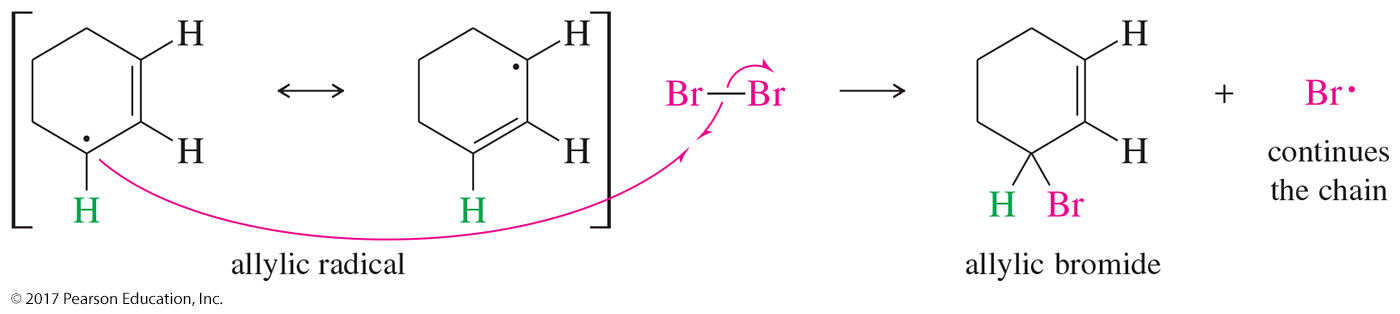 H
H
H
H
H
H
Br
Br
H
H
H
Br
+
Br•
continues
the chain
allylic radical
allylic bromide
© 2017 Pearson Education, Inc.